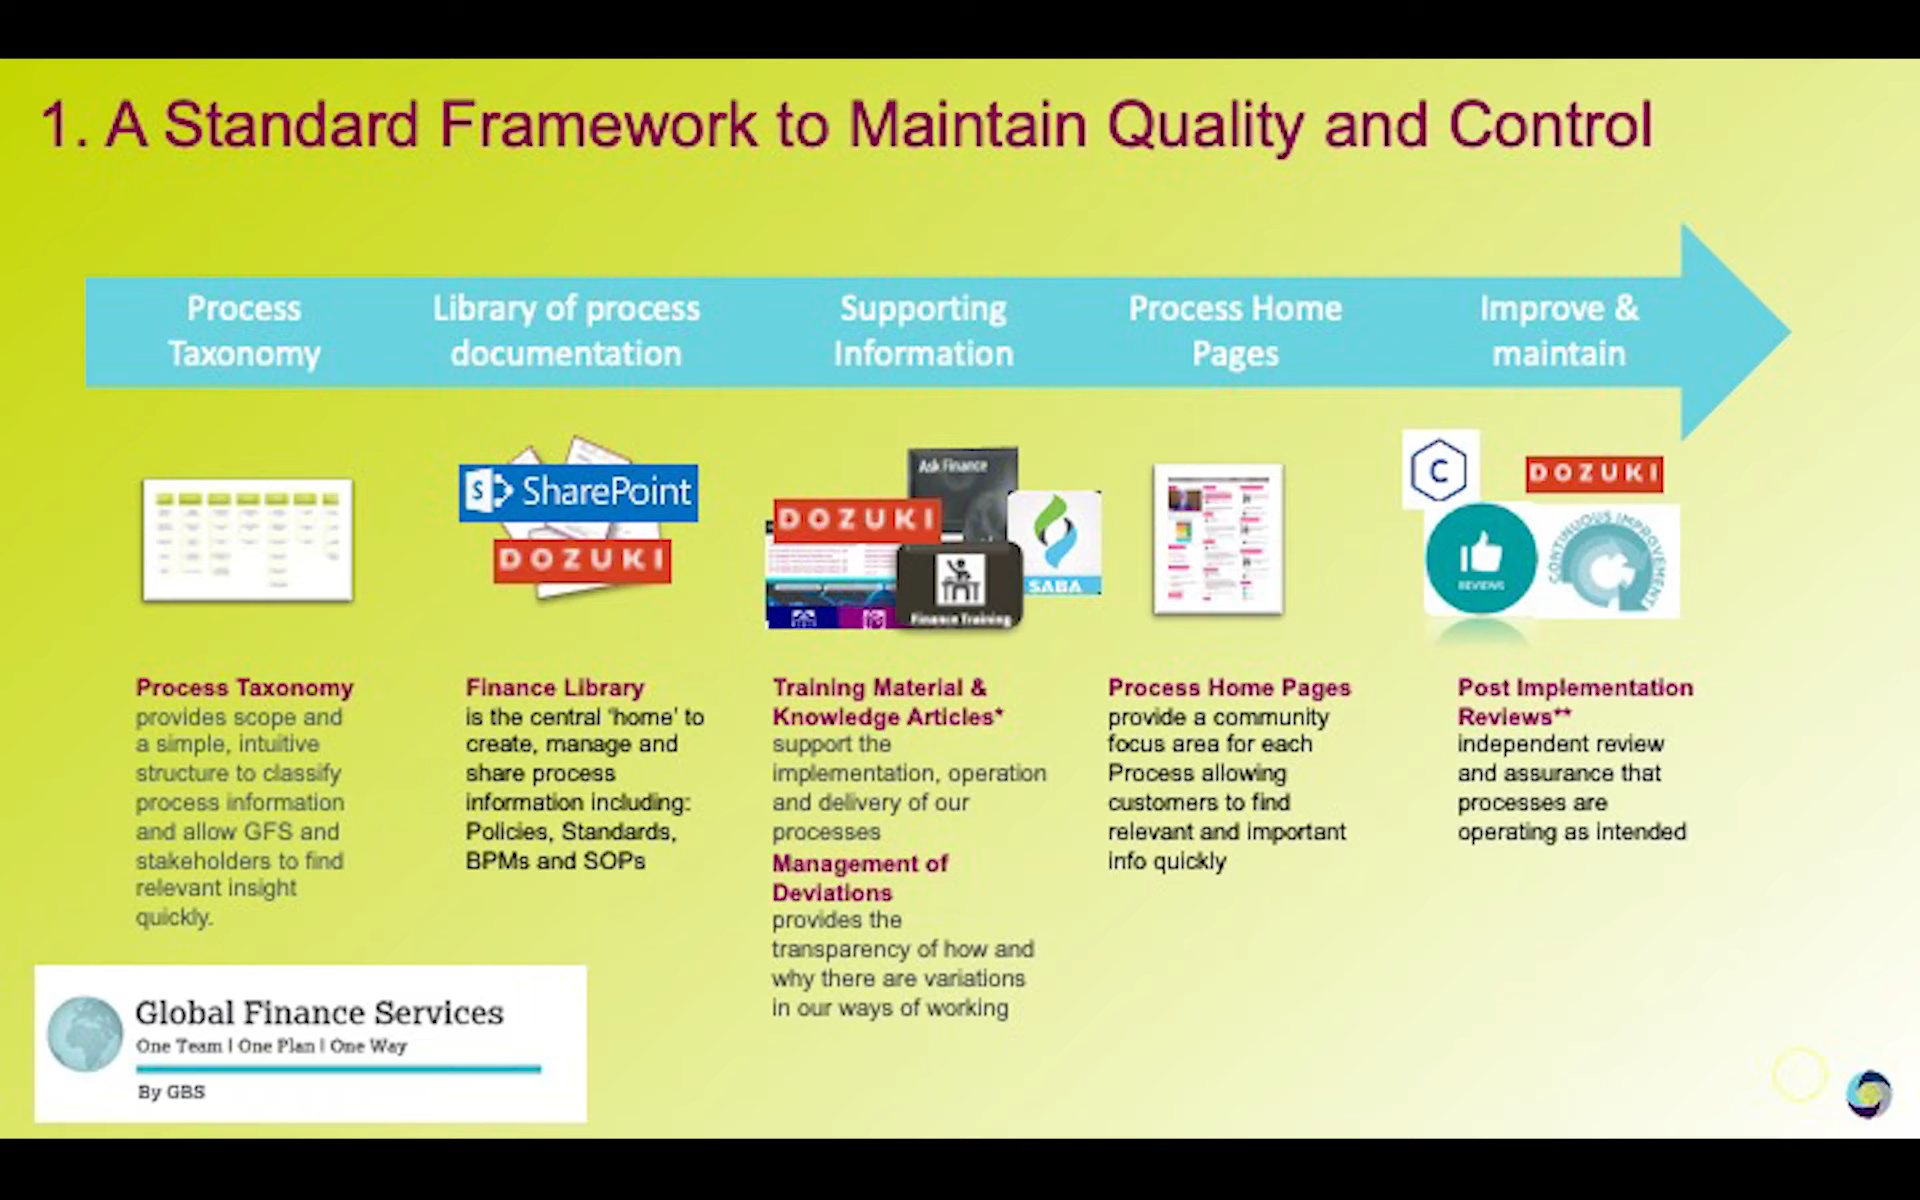 1. A Standard Framework to Maintain Quality and Control
Process
Taxonomy
Library of process
documentation
Supporting
Information
Process Home
Pages
Improve &
maintain
SharePoint
DOZUKI
Ask Finance
DOZUKI
SABA
Finance Training
C
DOZUKI
REVIEWS
CONTINUOUS IMPROVEMENT
Process Taxonomy
provides scope and
a simple, intuitive
structure to classify
process information
and allow GFS and
stakeholders to find
relevant insight
quickly.
Finance Library
is the central 'home' to
create, manage and
share process
information including:
Policies, Standards,
BPMs and SOPs
Training Material &
Knowledge Articles*
support the
implementation, operation
and delivery of our
processes
Management of
Deviations
provides the
transparency of how and
why there are variations
in our ways of working
Process Home Pages
provide a community
focus area for each
Process allowing
customers to find
relevant and important
info quickly
Post Implementation
Reviews**
independent review
and assurance that
processes are
operating as intended
Global Finance Services
One Team | One Plan | One Way
By GBS